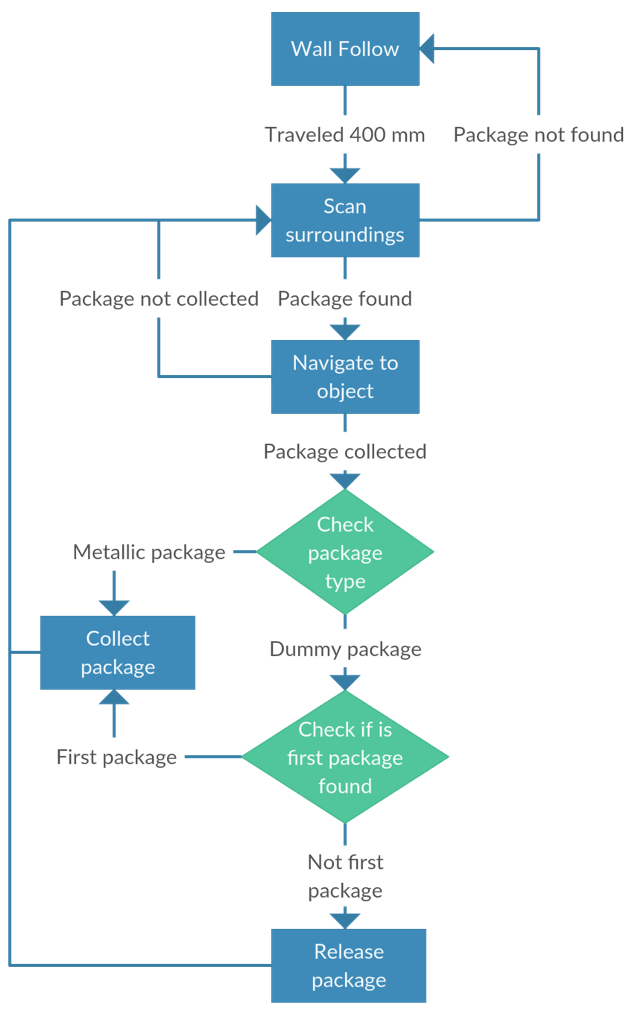 Wall Follow
Traveled 400 mm
Package not found
Scan
surroundings
Package not collected
Package found
Navigate to
object
Package collected
Check
package
type
Metallic package
Collect
package
Dummy package
Check if is
first package
found
First package
Not first
package
Release
package